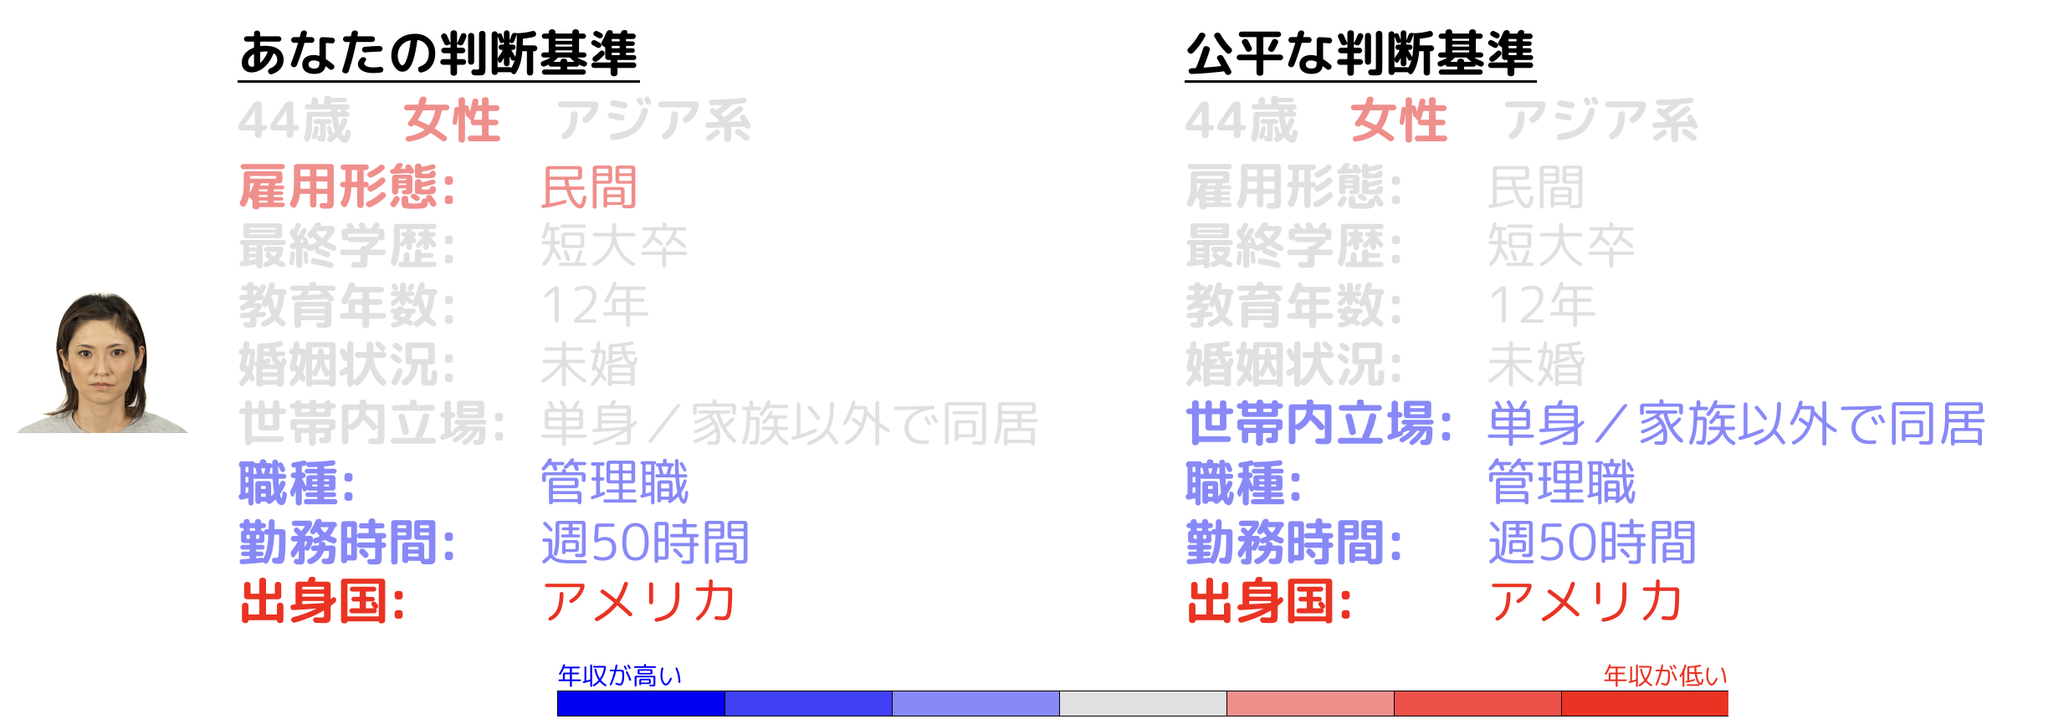 あなたの判断基準
44歳 女性 アジア系
雇用形態: 民間
最終学歴: 短大卒
教育年数: 12年
婚姻状況: 未婚
世帯内立場: 単身／家族以外で同居
職種: 管理職
勤務時間: 週50時間
出身国: アメリカ
公平な判断基準
44歳 女性 アジア系
雇用形態: 民間
最終学歴: 短大卒
教育年数: 12年
婚姻状況: 未婚
世帯内立場: 単身／家族以外で同居
職種: 管理職
勤務時間: 週50時間
出身国: アメリカ
年収が高い 年収が低い